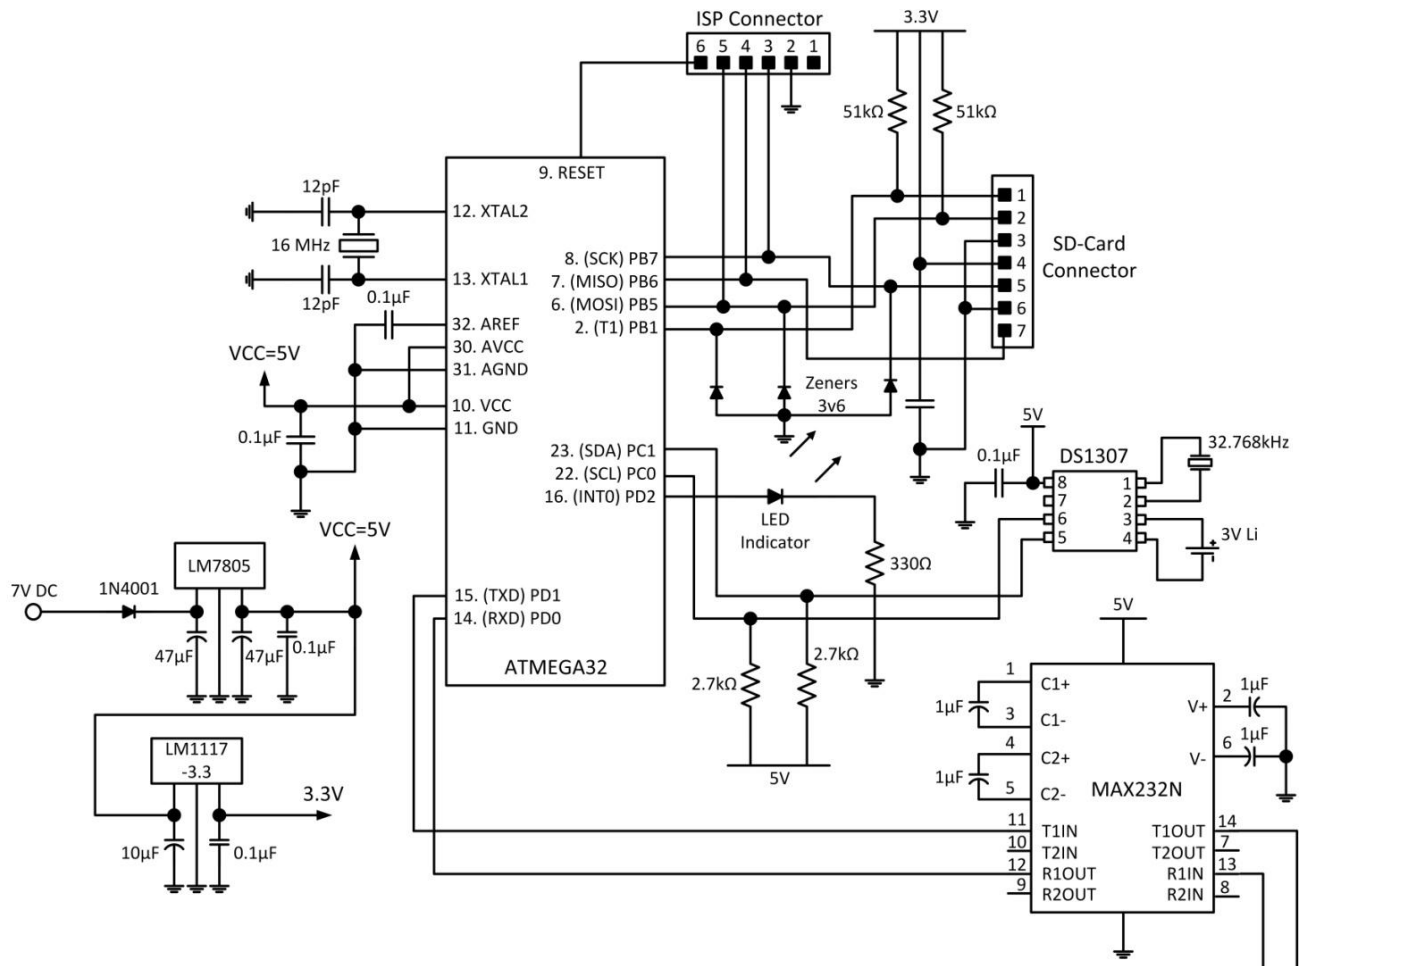 ISP Connector
6 5 4 3 2 1
3.3V
51kΩ
51kΩ
9. RESET
12pF
12. XTAL2
16 MHz
13. XTAL1
12pF
0.1µF
32. AREF
30. AVCC
VCC=5V
31. AGND
10. VCC
0.1µF
11. GND
8. (SCK) PB7
7. (MISO) PB6
6. (MOSI) PB5
2. (T1) PB1
1
2
3
4
5
6
7
SD-Card
Connector
Zeners
3v6
23. (SDA) PC1
22. (SCL) PC0
16. (INT0) PD2
LED
Indicator
330Ω
5V
0.1µF
DS1307
8 1
7 2
6 3
5 4
32.768kHz
3V Li
+
-
VCC=5V
LM7805
7V DC
1N4001
47µF
47µF
0.1µF
15. (TXD) PD1
14. (RXD) PD0
ATMEGA32
2.7kΩ
2.7kΩ
5V
LM1117
-3.3
3.3V
10µF
0.1µF
5V
1
C1+
1µF
3
C1-
4
C2+
1µF
5
C2-
MAX232N
V+
2
1µF
V-
6
1µF
11
T1IN
T1OUT
14
10
T2IN
T2OUT
7
12
R1OUT
R1IN
13
9
R2OUT
R2IN
8